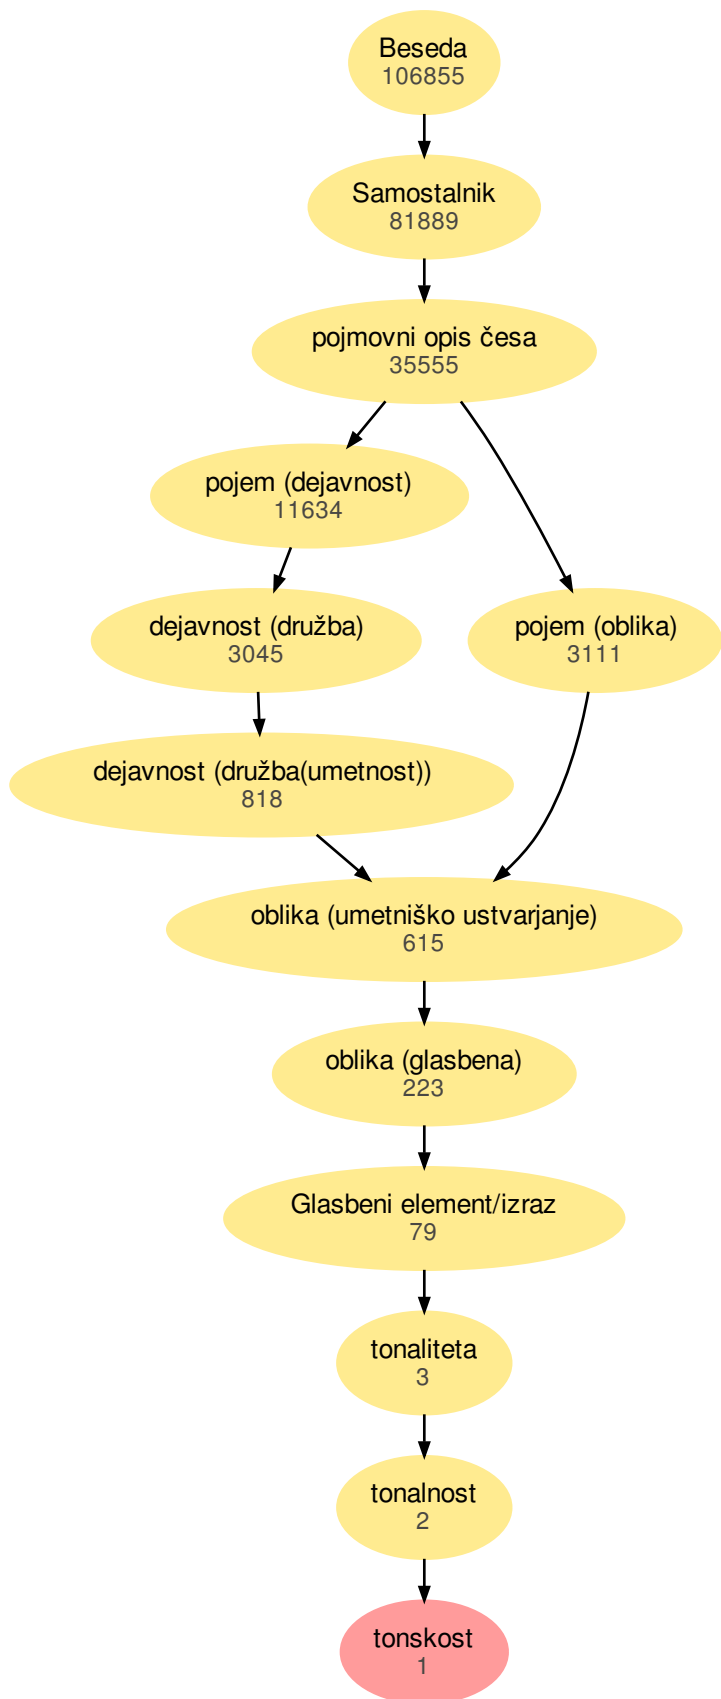 Beseda
106855
Samostalnik
81889
pojmovni opis česa
35555
pojem (dejavnost)
11634
dejavnost (družba)
3045
pojem (oblika)
3111
dejavnost (družba(umetnost))
818
oblika (umetniško ustvarjanje)
615
oblika (glasbena)
223
Glasbeni element/izraz
79
tonaliteta
3
tonalnost
2
tonskost
1